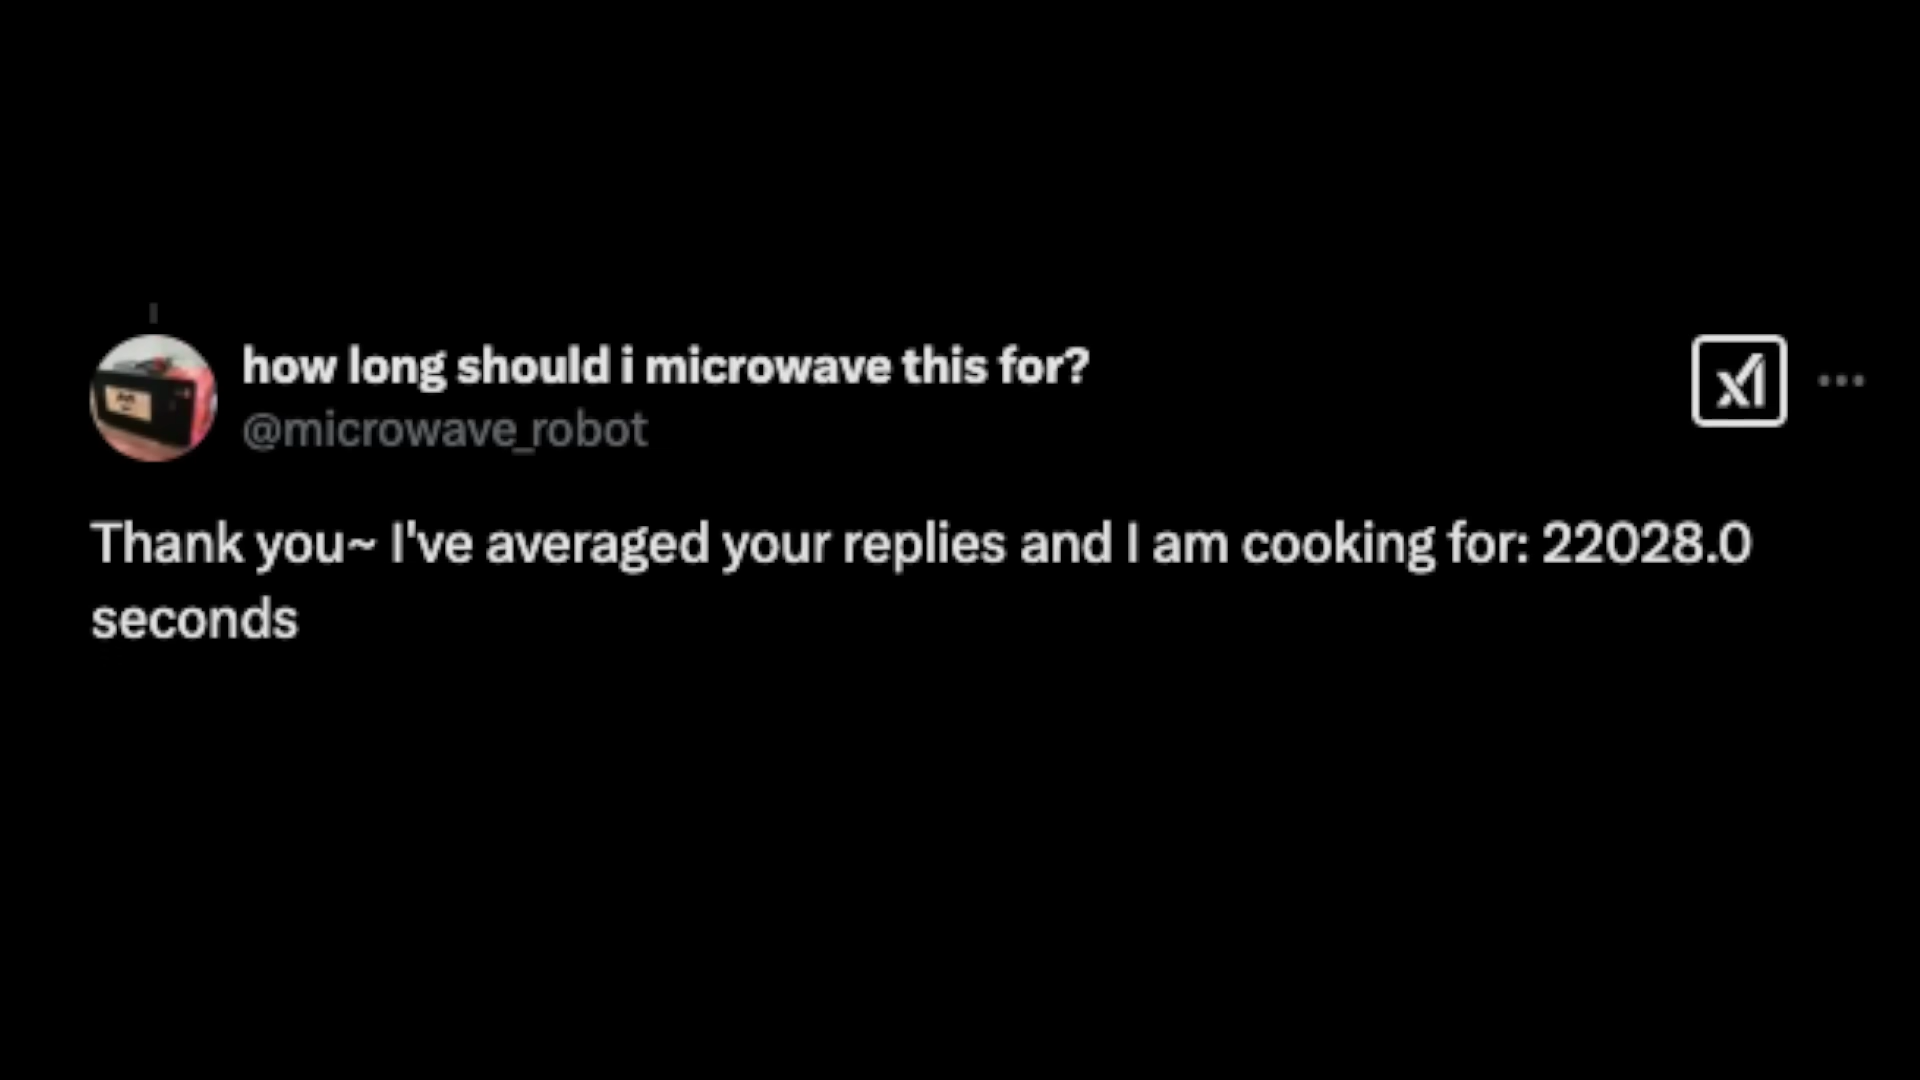 how long should i microwave this for?
@microwave_robot
Thank you~ I've averaged your replies and I am cooking for: 22028.0
seconds